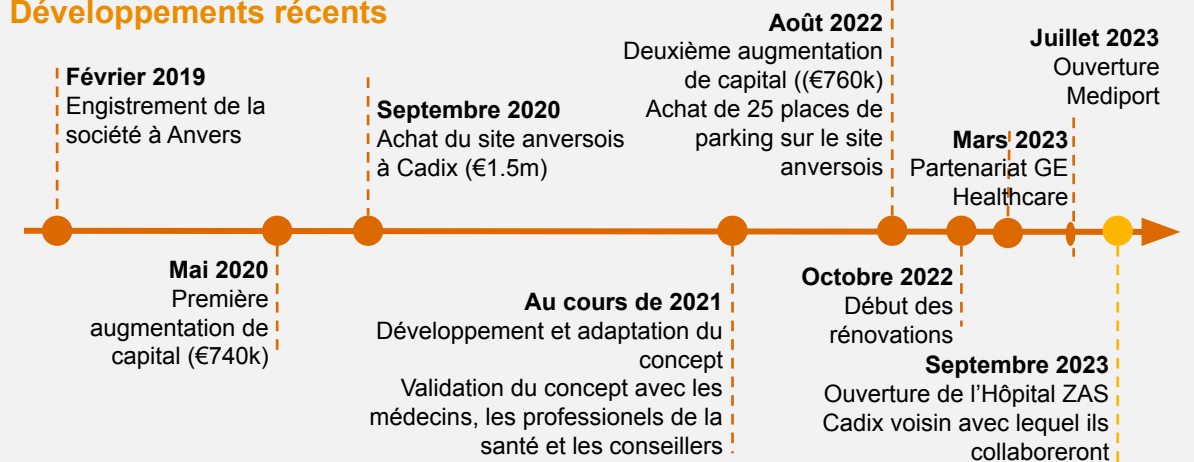 Développements récents
Février 2019
Engistrement de la
société à Anvers
Mai 2020
Première
augmentation de
capital (€740k)
Septembre 2020
Achat du site anversois
à Cadix (€1.5m)
Au cours de 2021
Développement et adaptation du
concept
Validation du concept avec les
médecins, les professionels de la
santé et les conseillers
Août 2022
Deuxième augmentation
de capital ((€760k)
Achat de 25 places de
parking sur le site
anversois
Octobre 2022
Début des
rénovations
Mars 2023
Partenariat GE
Healthcare
Juillet 2023
Ouverture
Mediport
Septembre 2023
Ouverture de l’Hôpital ZAS
Cadix voisin avec lequel ils
collaboreront